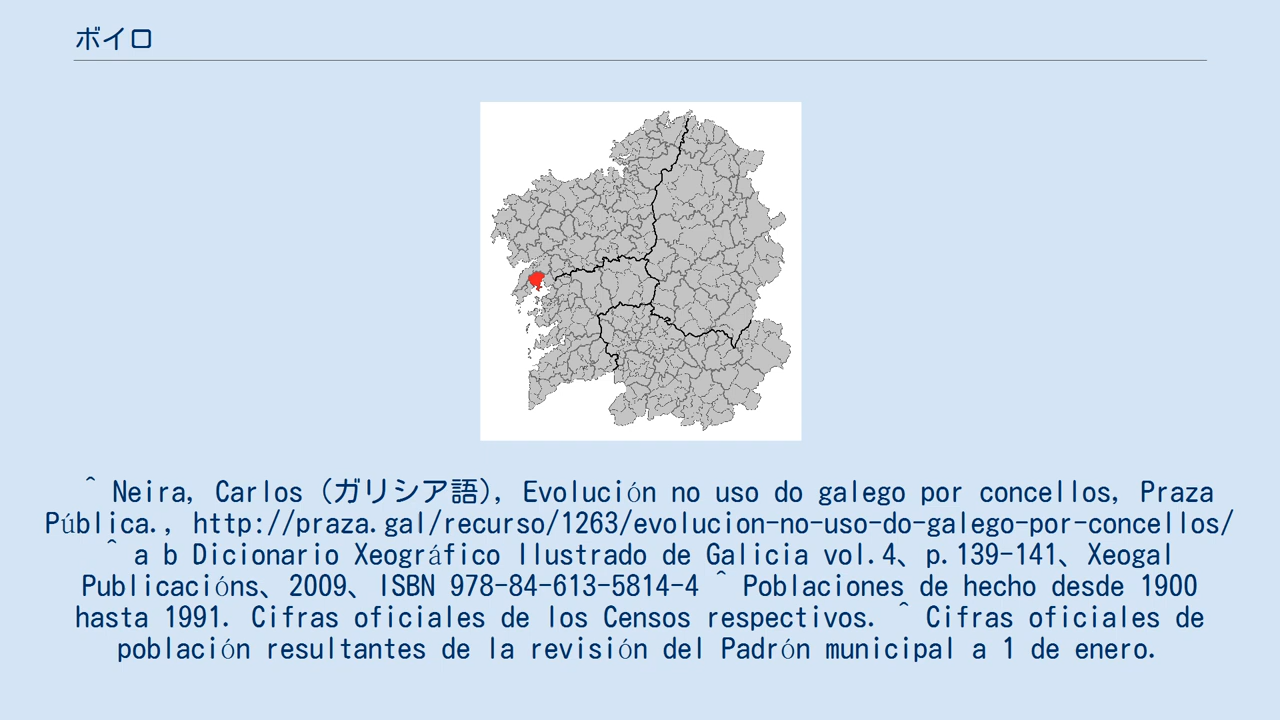 ボイロ
^ Neira, Carlos (ガリシア語), Evolución no uso do galego por concellos, Praza
Pública., http://praza.gal/recurso/1263/evolucion-no-uso-do-galego-por-concellos/
^ a b Dicionario Xeográfico Ilustrado de Galicia vol.4、p.139-141、Xeogal
Publicacións、2009、ISBN 978-84-613-5814-4 ^ Poblaciones de hecho desde 1900
hasta 1991. Cifras oficiales de los Censos respectivos. ^ Cifras oficiales de
población resultantes de la revisión del Padrón municipal a 1 de enero.